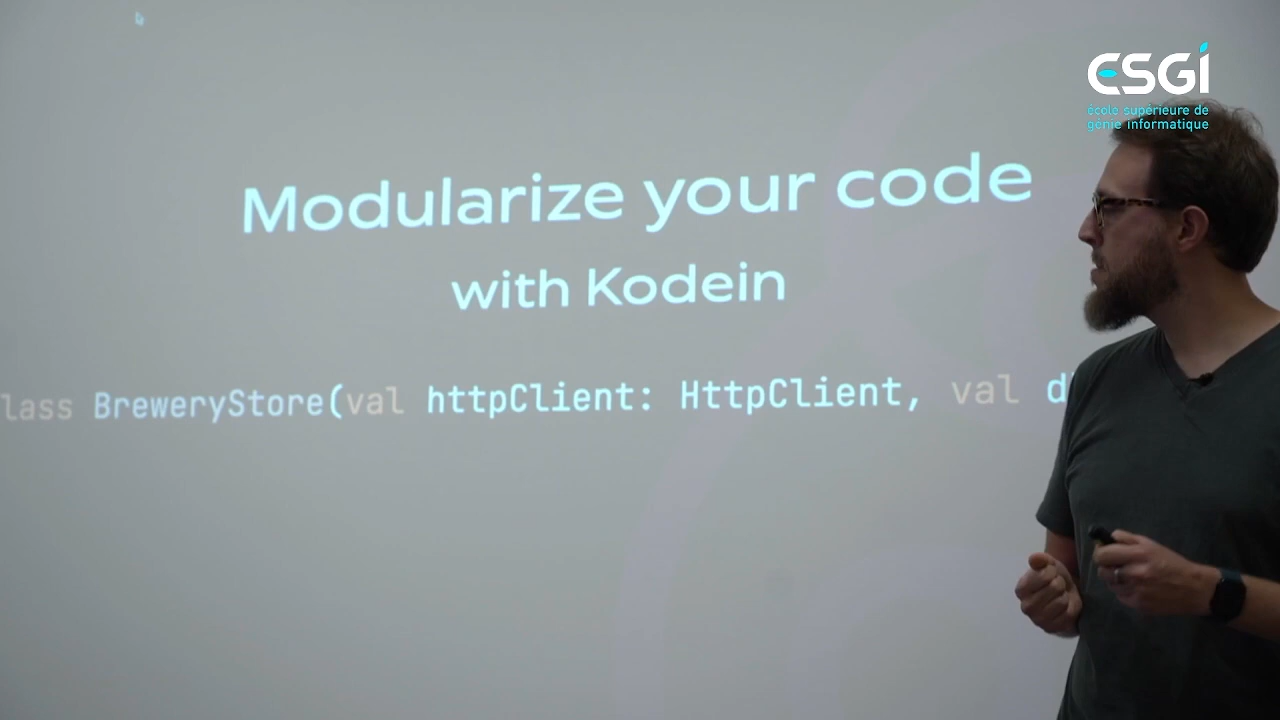 ESGI
école supérieure de
génie informatique
Modularize your code
with Kodein
lass BreweryStore(val httpClient: HttpClient, val d